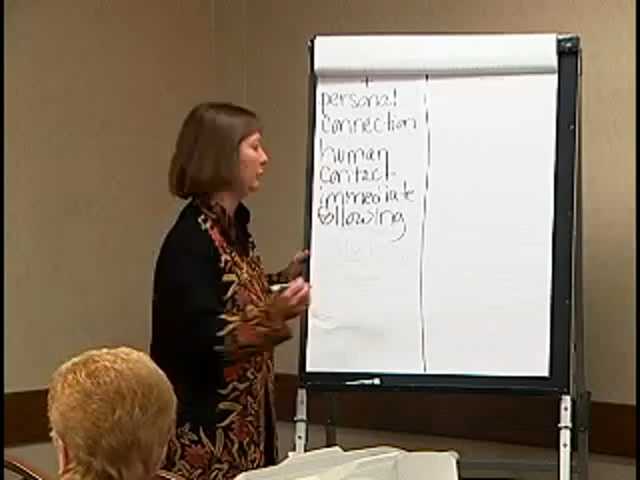 +
personal
connection
human
contact
immediate
following